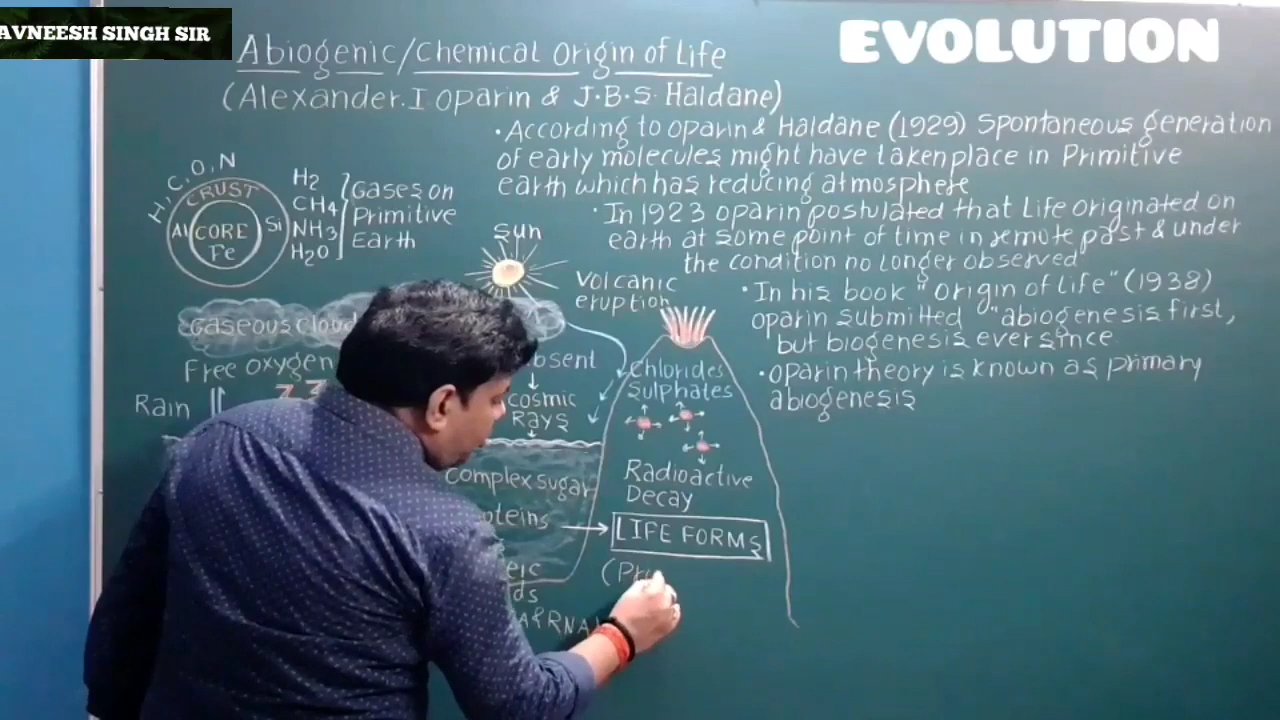 AVNEESH SINGH SIR
EVOLUTION
Abiogenic/Chemical Origin of Life
(Alexander.I Oparin & J.B.S. Haldane)
• According to Oparin & Haldane (1929) Spontaneous generation
of early molecules might have taken place in Primitive
earth which has reducing atmosphere
• In 1923 oparin postulated that Life originated on
earth at some point of time in remote past & under
the condition no longer observed
• In his book "origin of life" (1938)
oparin submitted "abiogenesis first,
but biogenesis ever since
• oparin theory is known as primary
abiogenesis
H, C, O, N
CRUST
Al CORE Si
Fe
H2
CH4
NH3
H2O
Gases on
Primitive
Earth
Sun
Volcanic
eruption
Gaseous Cloud
Free oxygen
Rain
Cosmic
Rays
Chlorides
Sulphates
Complex sugar
Radioactive
Decay
LIFE FORMS